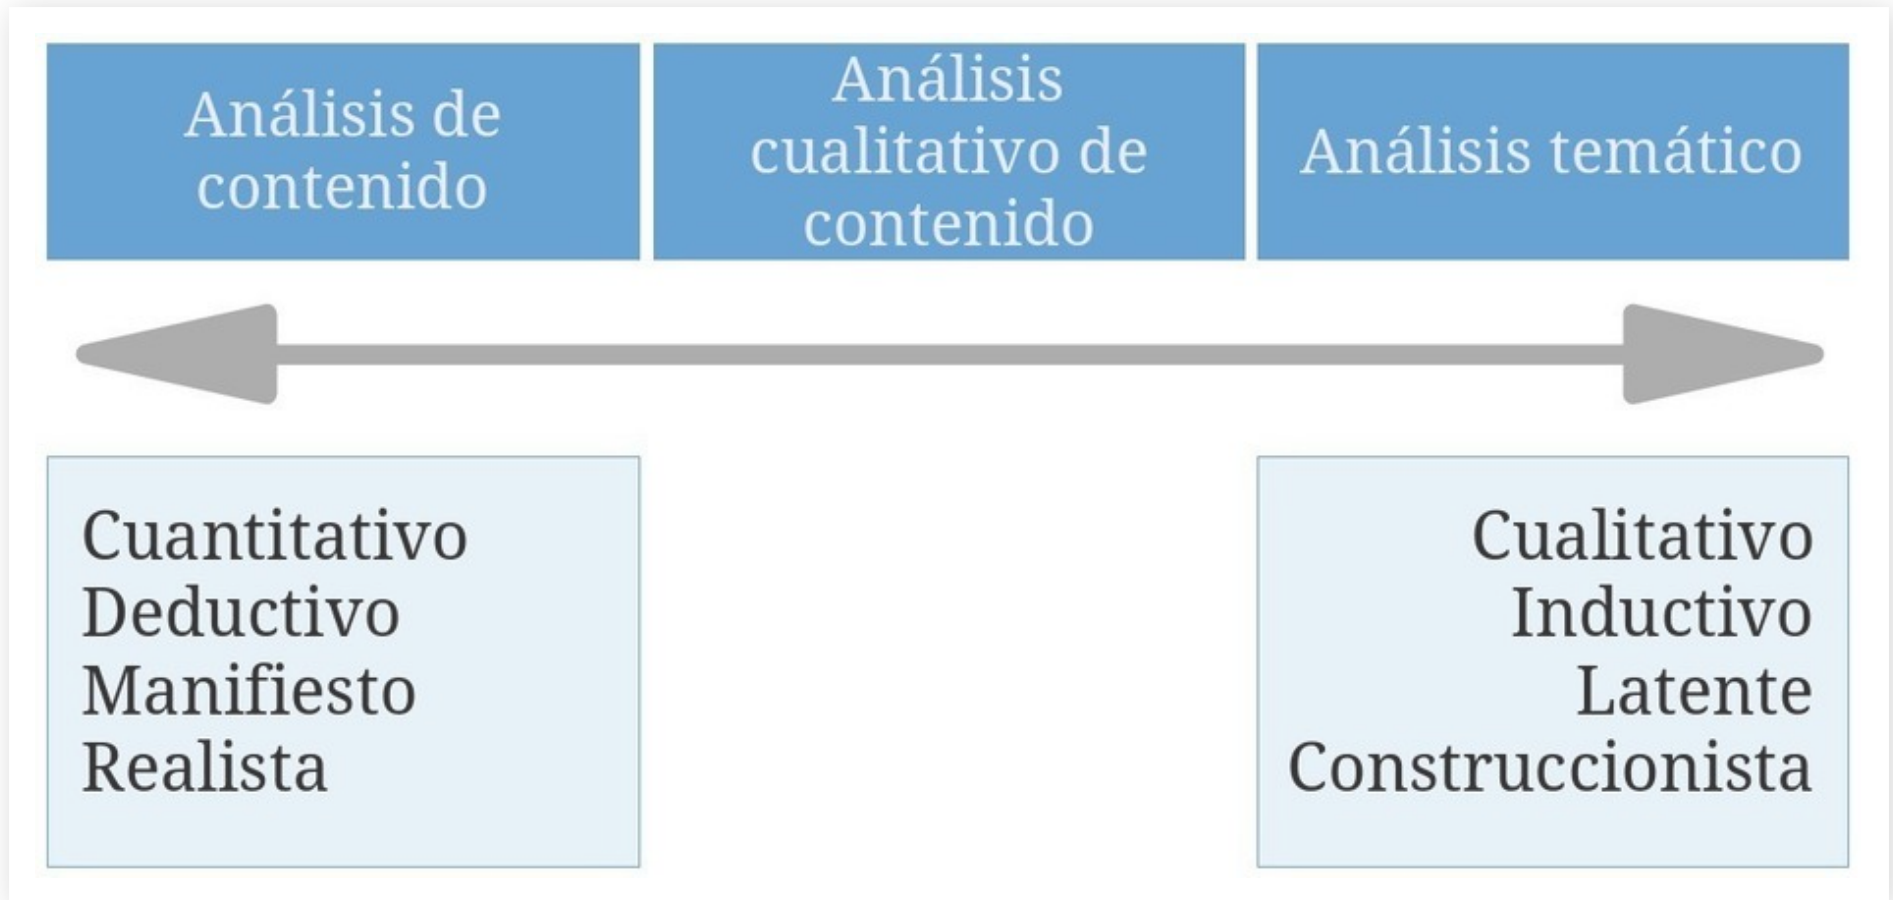 Análisis de
contenido
Análisis
cualitativo de
contenido
Análisis temático
Cuantitativo
Deductivo
Manifiesto
Realista
Cualitativo
Inductivo
Latente
Construccionista